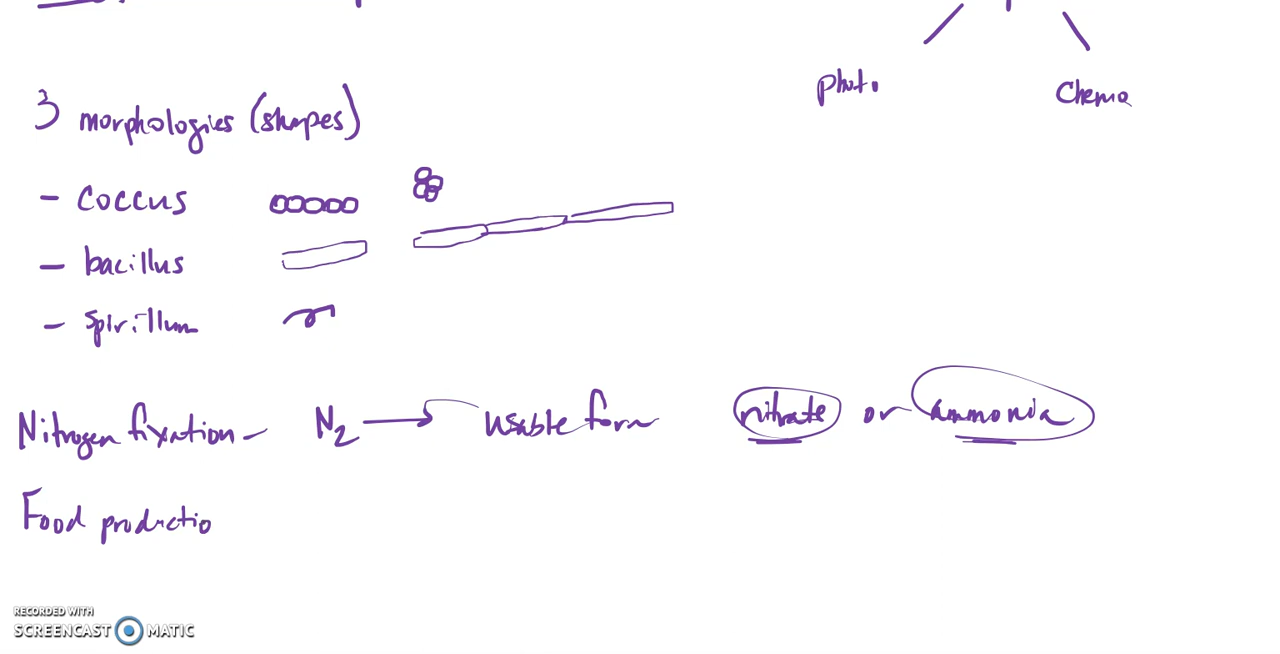 Photo Chemo
3 morphologies (shapes)
- coccus
- bacillus
- spirillum
Nitrogen fixation - N2 → usable form nitrate or ammonia
Food productio
RECORDED WITH
SCREENCAST MATIC